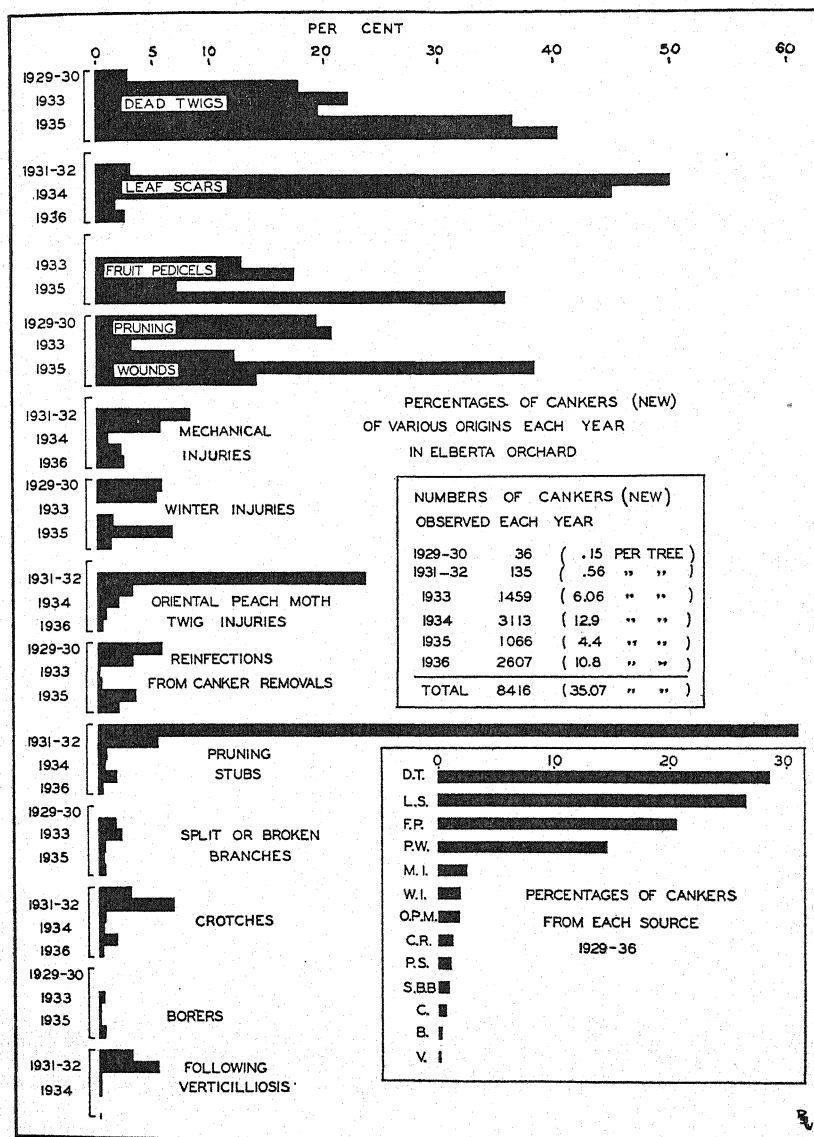 PER CENT
0 5 10 20 30 40 50 60
1929-30
1933
1935
DEAD TWIGS
1931-32
1934
1936
LEAF SCARS
1933
1935
FRUIT PEDICELS
1929-30
1933
1935
PRUNING
WOUNDS
1931-32
1934
1936
MECHANICAL
INJURIES
PERCENTAGES OF CANKERS (NEW)
OF VARIOUS ORIGINS EACH YEAR
IN ELBERTA ORCHARD
1929-30
1933
1935
WINTER INJURIES
NUMBERS OF CANKERS (NEW)
OBSERVED EACH YEAR
1929-30 36 ( .15 PER TREE )
1931-32 135 ( .56 " " )
1933 1459 ( 6.06 " " )
1934 3113 ( 12.9 " " )
1935 1066 ( 4.4 " " )
1936 2607 ( 10.8 " " )
TOTAL 8416 ( 35.07 " " )
1931-32
1934
1936
ORIENTAL PEACH MOTH
TWIG INJURIES
1929-30
1933
1935
REINFECTIONS
FROM CANKER REMOVALS
1931-32
1934
1936
PRUNING
STUBS
1929-30
1933
1935
SPLIT OR BROKEN
BRANCHES
1931-32
1934
1936
CROTCHES
1929-30
1933
1935
BORERS
1931-32
1934
FOLLOWING
VERTICILLIOSIS
0 10 20 30
D.T.
L.S.
F.P.
P.W.
M.I.
W.I.
O.P.M.
C.R.
P.S.
S.B.B
C.
B.
V.
PERCENTAGES OF CANKERS
FROM EACH SOURCE
1929-36